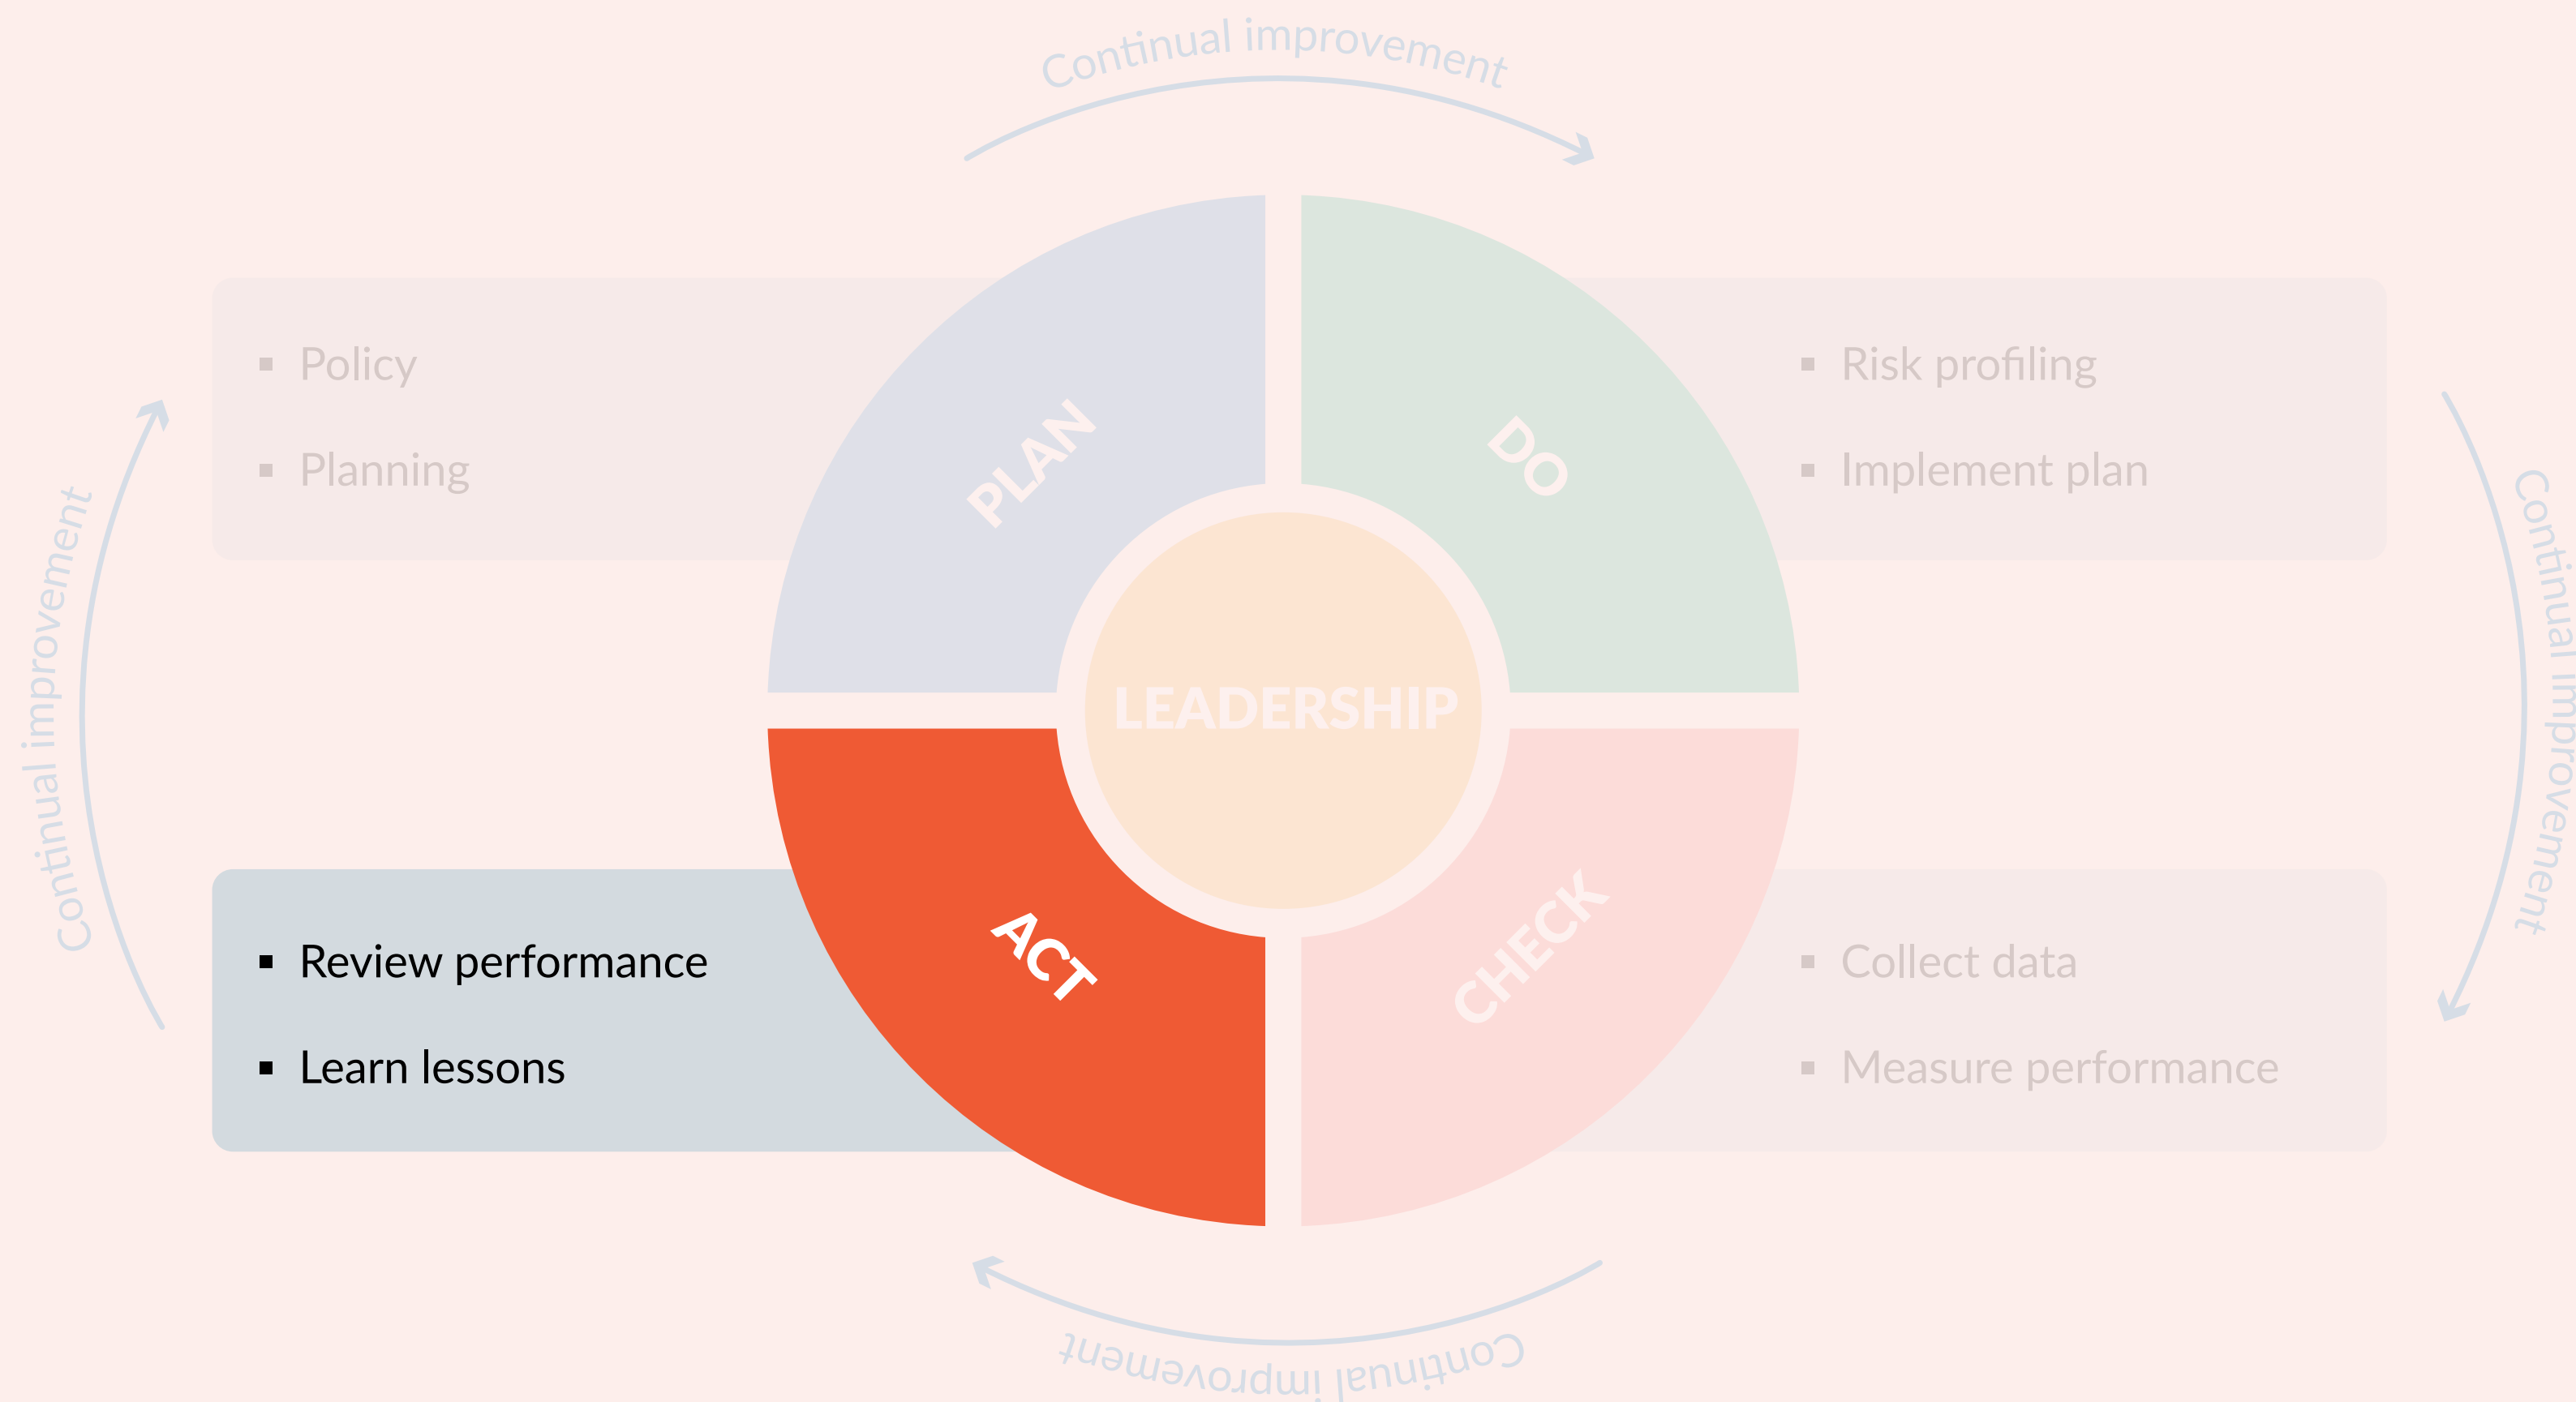 Continual improvement
Policy
Planning
PLAN
DO
Risk profiling
Implement plan
Continual improvement
Continual improvement
LEADERSHIP
Review performance
Learn lessons
ACT
CHECK
Collect data
Measure performance
Continual improvement